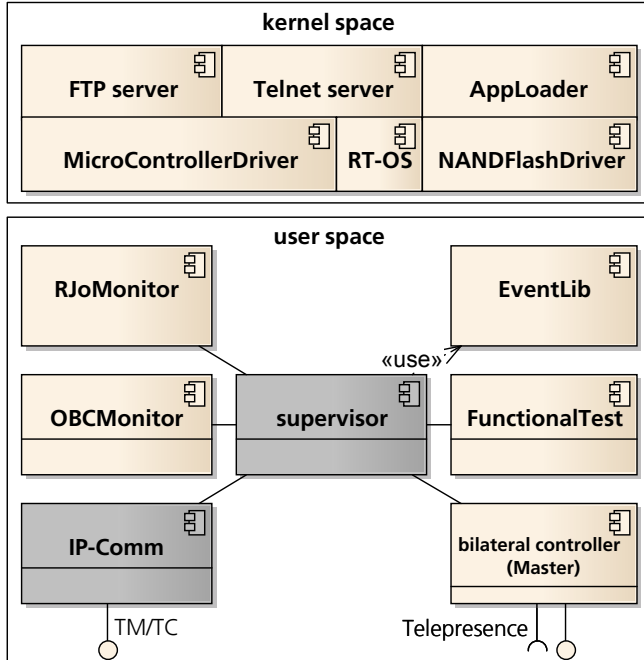 kernel space
FTP server
Telnet server
AppLoader
MicroControllerDriver
RT-OS
NANDFlashDriver
user space
RJoMonitor
EventLib
«use»
OBCMonitor
supervisor
FunctionalTest
IP-Comm
bilateral controller
(Master)
TM/TC
Telepresence